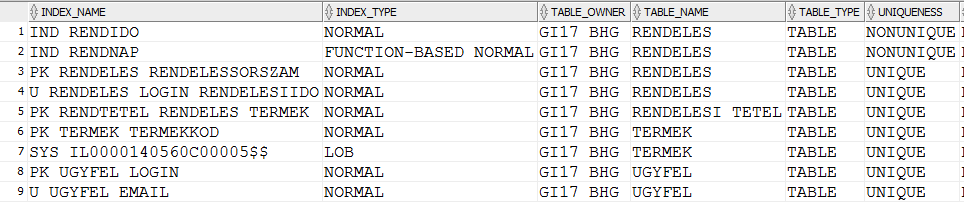 INDEX_NAME INDEX_TYPE TABLE_OWNER TABLE_NAME TABLE_TYPE UNIQUENESS
1 IND RENDIDO NORMAL GI17 BHG RENDELES TABLE NONUNIQUE
2 IND RENDNAP FUNCTION-BASED NORMAL GI17 BHG RENDELES TABLE NONUNIQUE
3 PK RENDELES RENDELESSORSZAM NORMAL GI17 BHG RENDELES TABLE UNIQUE
4 U RENDELES LOGIN RENDELESIIDO NORMAL GI17 BHG RENDELES TABLE UNIQUE
5 PK RENDTETEL RENDELES TERMEK NORMAL GI17 BHG RENDELESI TETEL TABLE UNIQUE
6 PK TERMEK TERMEKKOD NORMAL GI17 BHG TERMEK TABLE UNIQUE
7 SYS IL0000140560C00005$$ LOB GI17 BHG TERMEK TABLE UNIQUE
8 PK UGYFEL LOGIN NORMAL GI17 BHG UGYFEL TABLE UNIQUE
9 U UGYFEL EMAIL NORMAL GI17 BHG UGYFEL TABLE UNIQUE